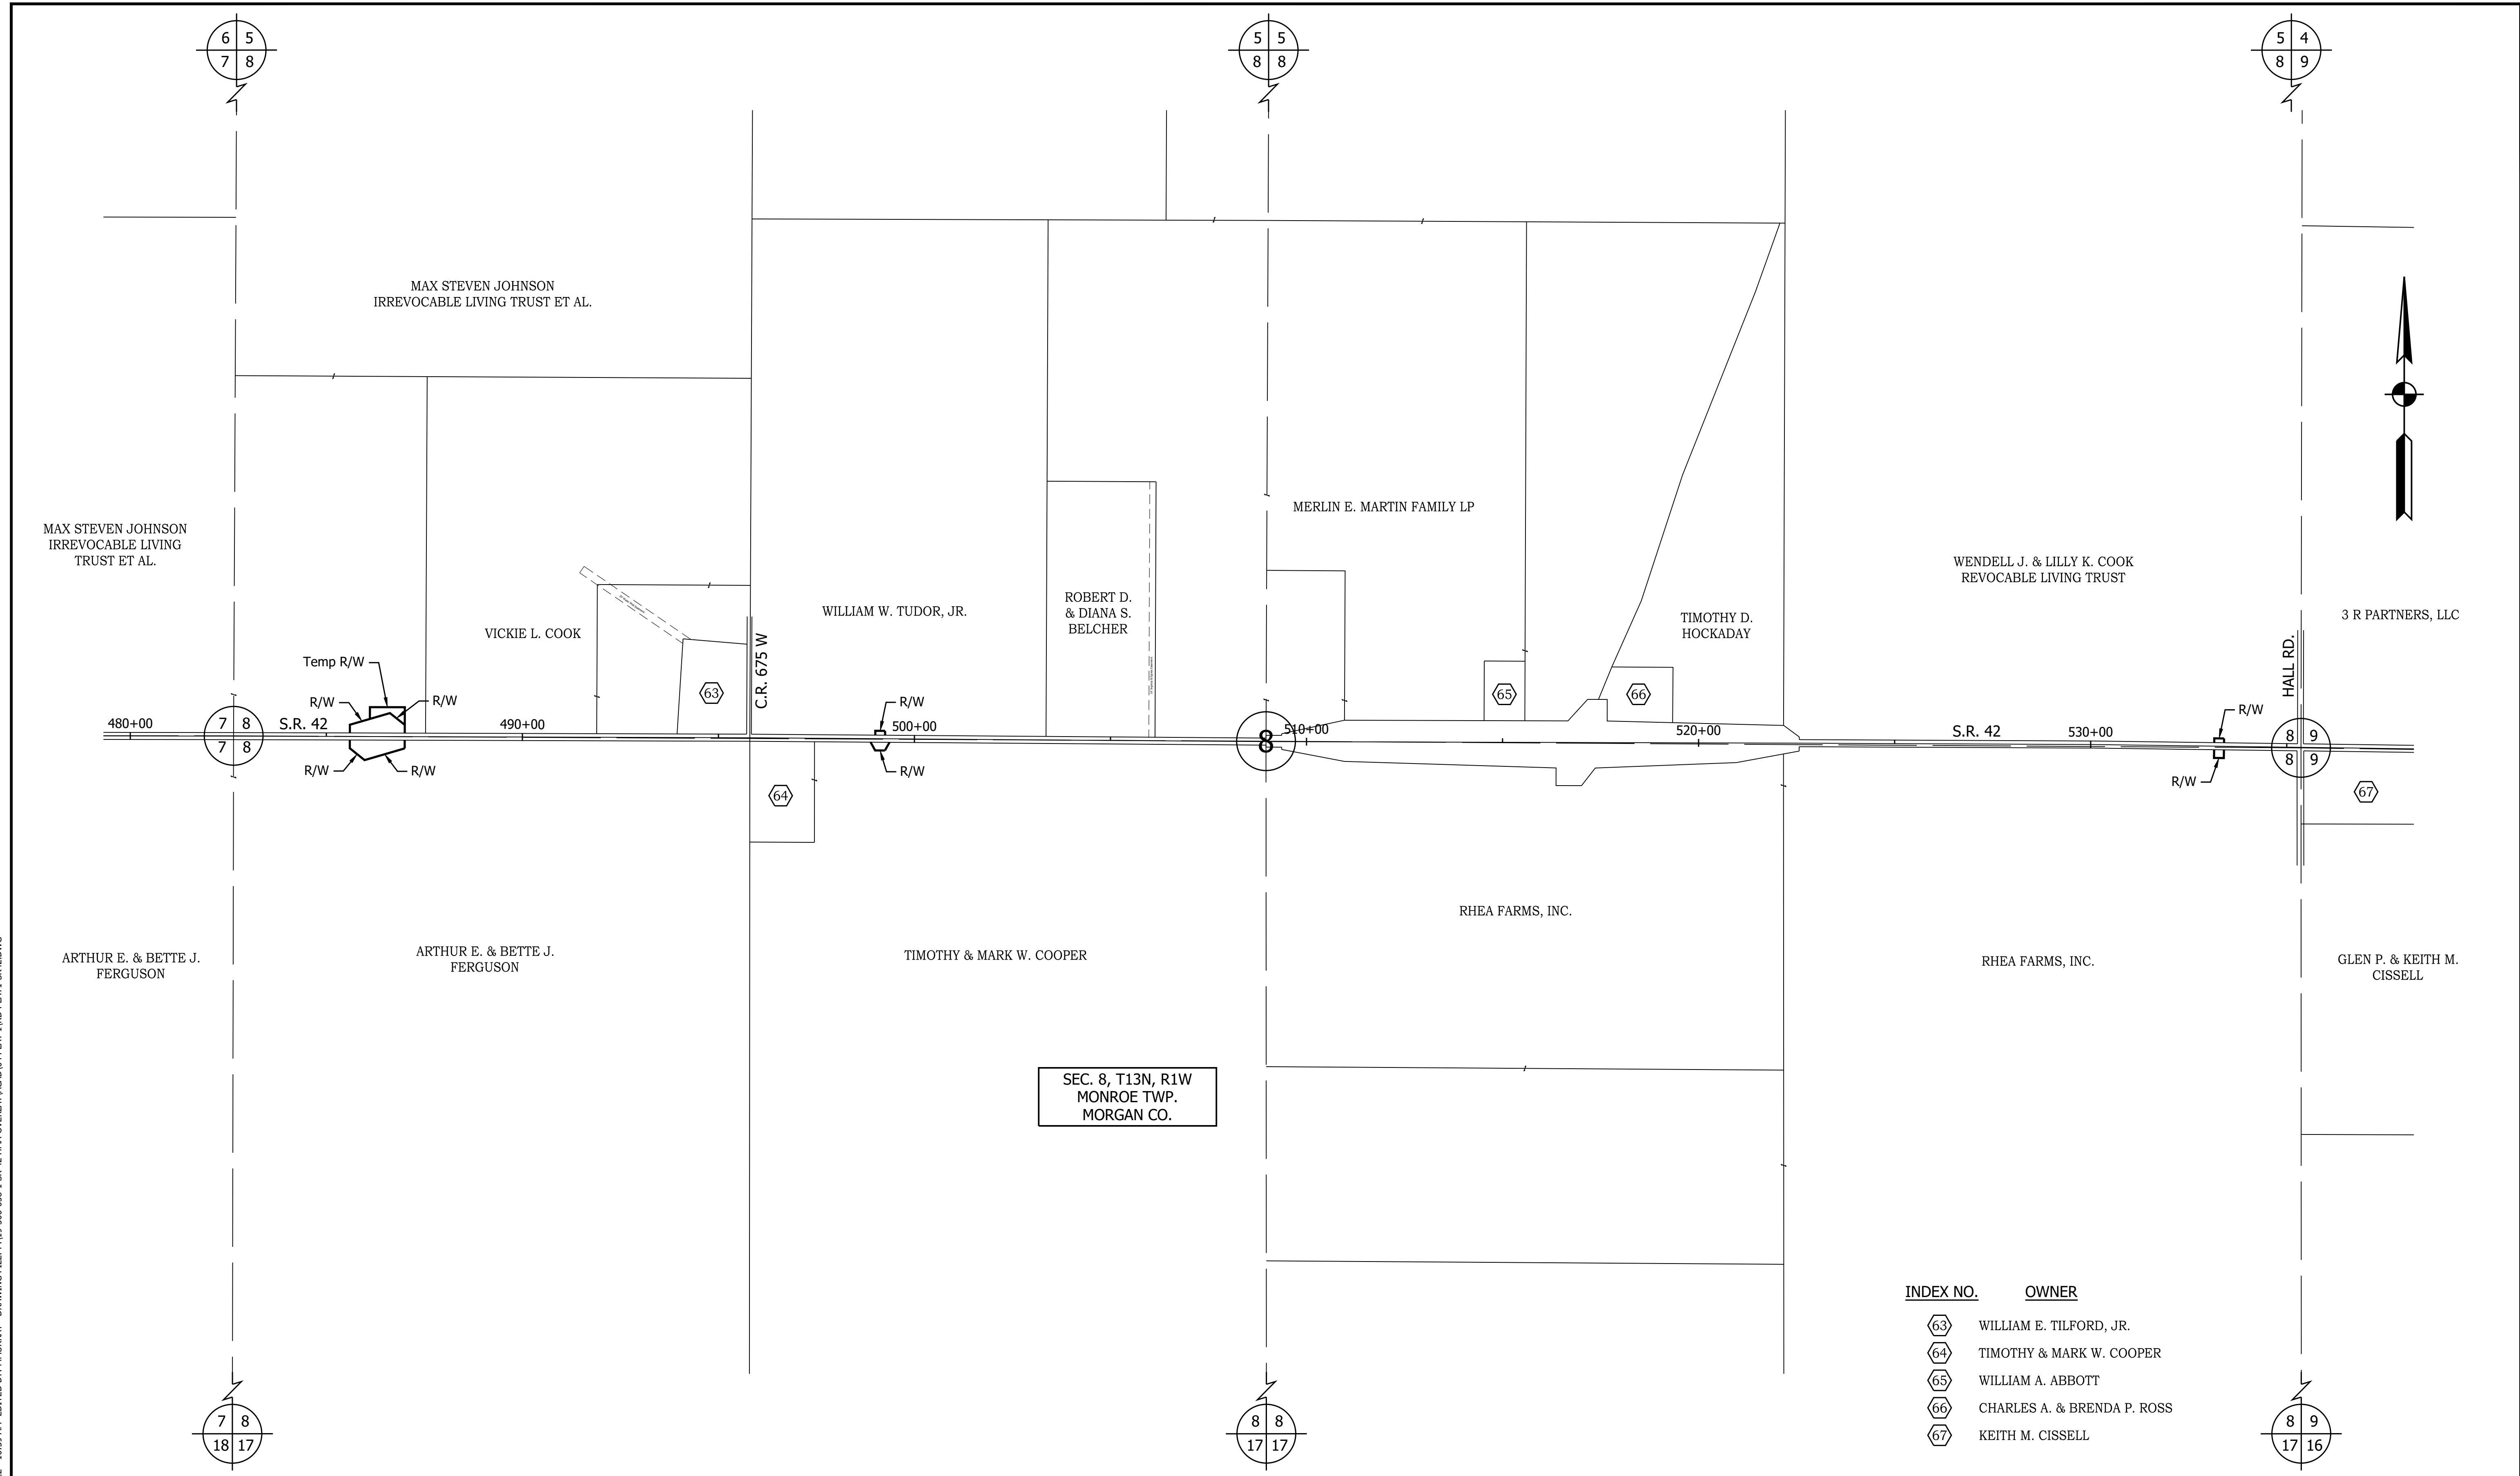 6 5
7 8
5 5
8 8
5 4
8 9
MAX STEVEN JOHNSON
IRREVOCABLE LIVING TRUST ET AL.
MAX STEVEN JOHNSON
IRREVOCABLE LIVING
TRUST ET AL.
VICKIE L. COOK
WILLIAM W. TUDOR, JR.
ROBERT D.
& DIANA S.
BELCHER
MERLIN E. MARTIN FAMILY LP
TIMOTHY D.
HOCKADAY
WENDELL J. & LILLY K. COOK
REVOCABLE LIVING TRUST
3 R PARTNERS, LLC
Temp R/W
R/W
R/W
R/W
R/W
63
C.R. 675 W
R/W
R/W
65
66
HALL RD.
R/W
R/W
480+00
7 8
7 8
S.R. 42
490+00
500+00
8
8
510+00
520+00
S.R. 42
530+00
8 9
8 9
64
67
ARTHUR E. & BETTE J.
FERGUSON
ARTHUR E. & BETTE J.
FERGUSON
TIMOTHY & MARK W. COOPER
RHEA FARMS, INC.
RHEA FARMS, INC.
GLEN P. & KEITH M.
CISSELL
SEC. 8, T13N, R1W
MONROE TWP.
MORGAN CO.
INDEX NO. OWNER
63 WILLIAM E. TILFORD, JR.
64 TIMOTHY & MARK W. COOPER
65 WILLIAM A. ABBOTT
66 CHARLES A. & BRENDA P. ROSS
67 KEITH M. CISSELL
7 8
18 17
8 8
17 17
8 9
17 16